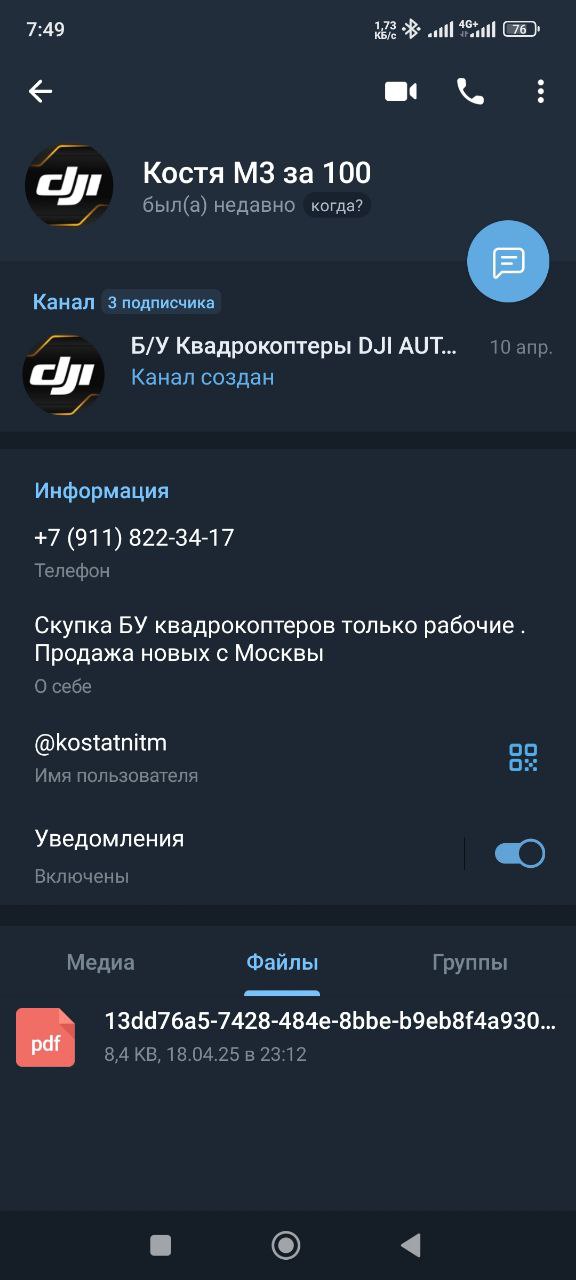 7:49
1,73 КБ/с 4G+ 76
dji
Костя М3 за 100
был(а) недавно когда?
Канал 3 подписчика
dji
Б/У Квадрокоптеры DJI AUT... 10 апр.
Канал создан
Информация
+7 (911) 822-34-17
Телефон
Скупка БУ квадрокоптеров только рабочие .
Продажа новых с Москвы
О себе
@kostatnitm
Имя пользователя
Уведомления
Включены
Медиа Файлы Группы
pdf
13dd76a5-7428-484e-8bbe-b9eb8f4a930...
8,4 KB, 18.04.25 в 23:12